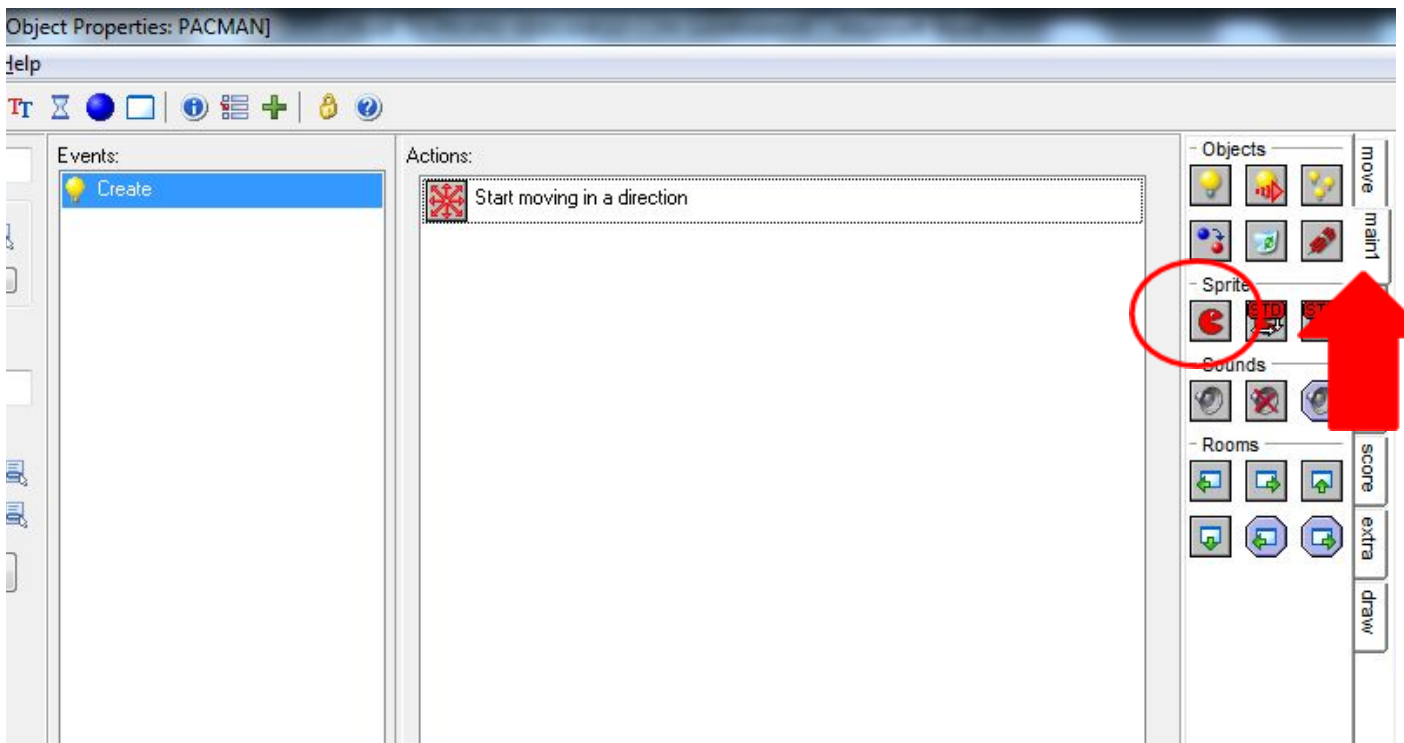 Object Properties: PACMAN]
Help
Events:
Create
Actions:
Start moving in a direction
Objects
Sprite
Sounds
Rooms
move
main1
score
extra
draw